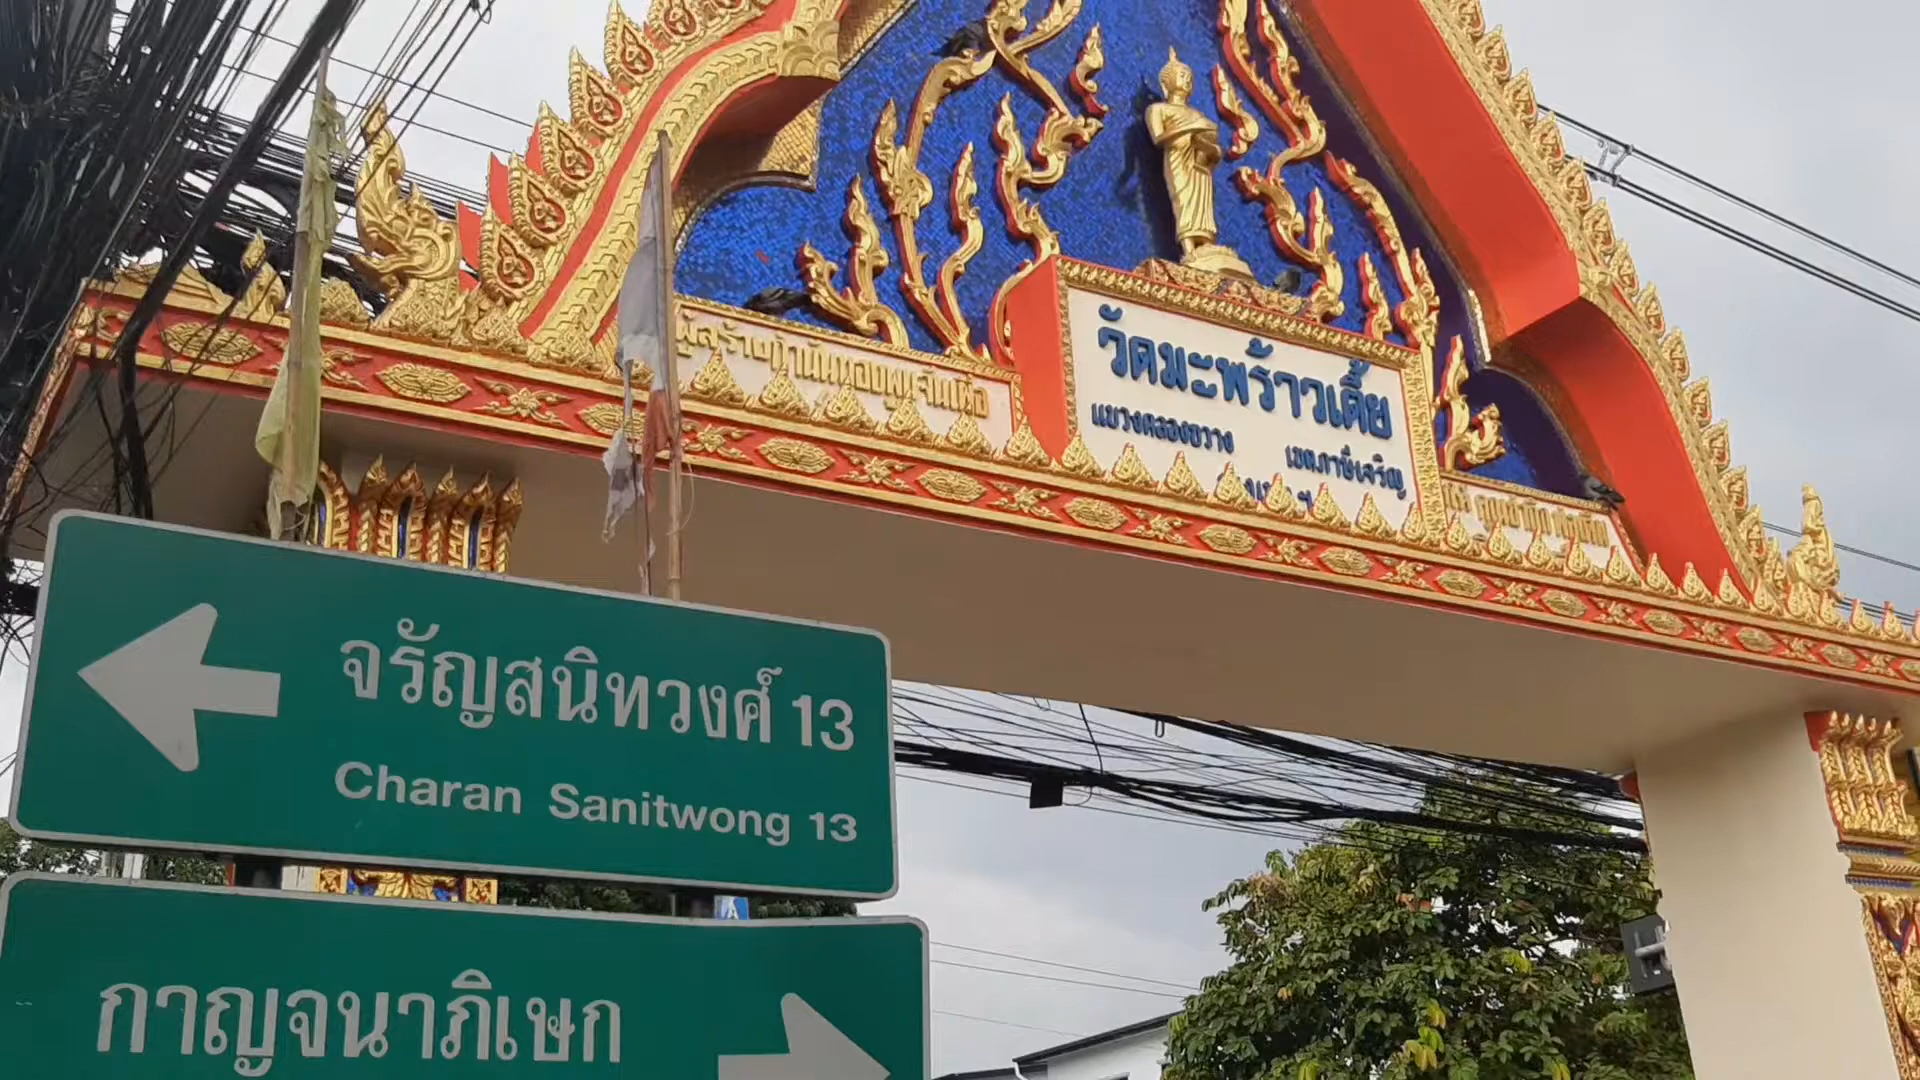 วัดมะพร้าวเตี้ย
แขวงคลองขวาง เขตภาษีเจริญ
จรัญสนิทวงศ์ 13
Charan Sanitwong 13
กาญจนาภิเษก